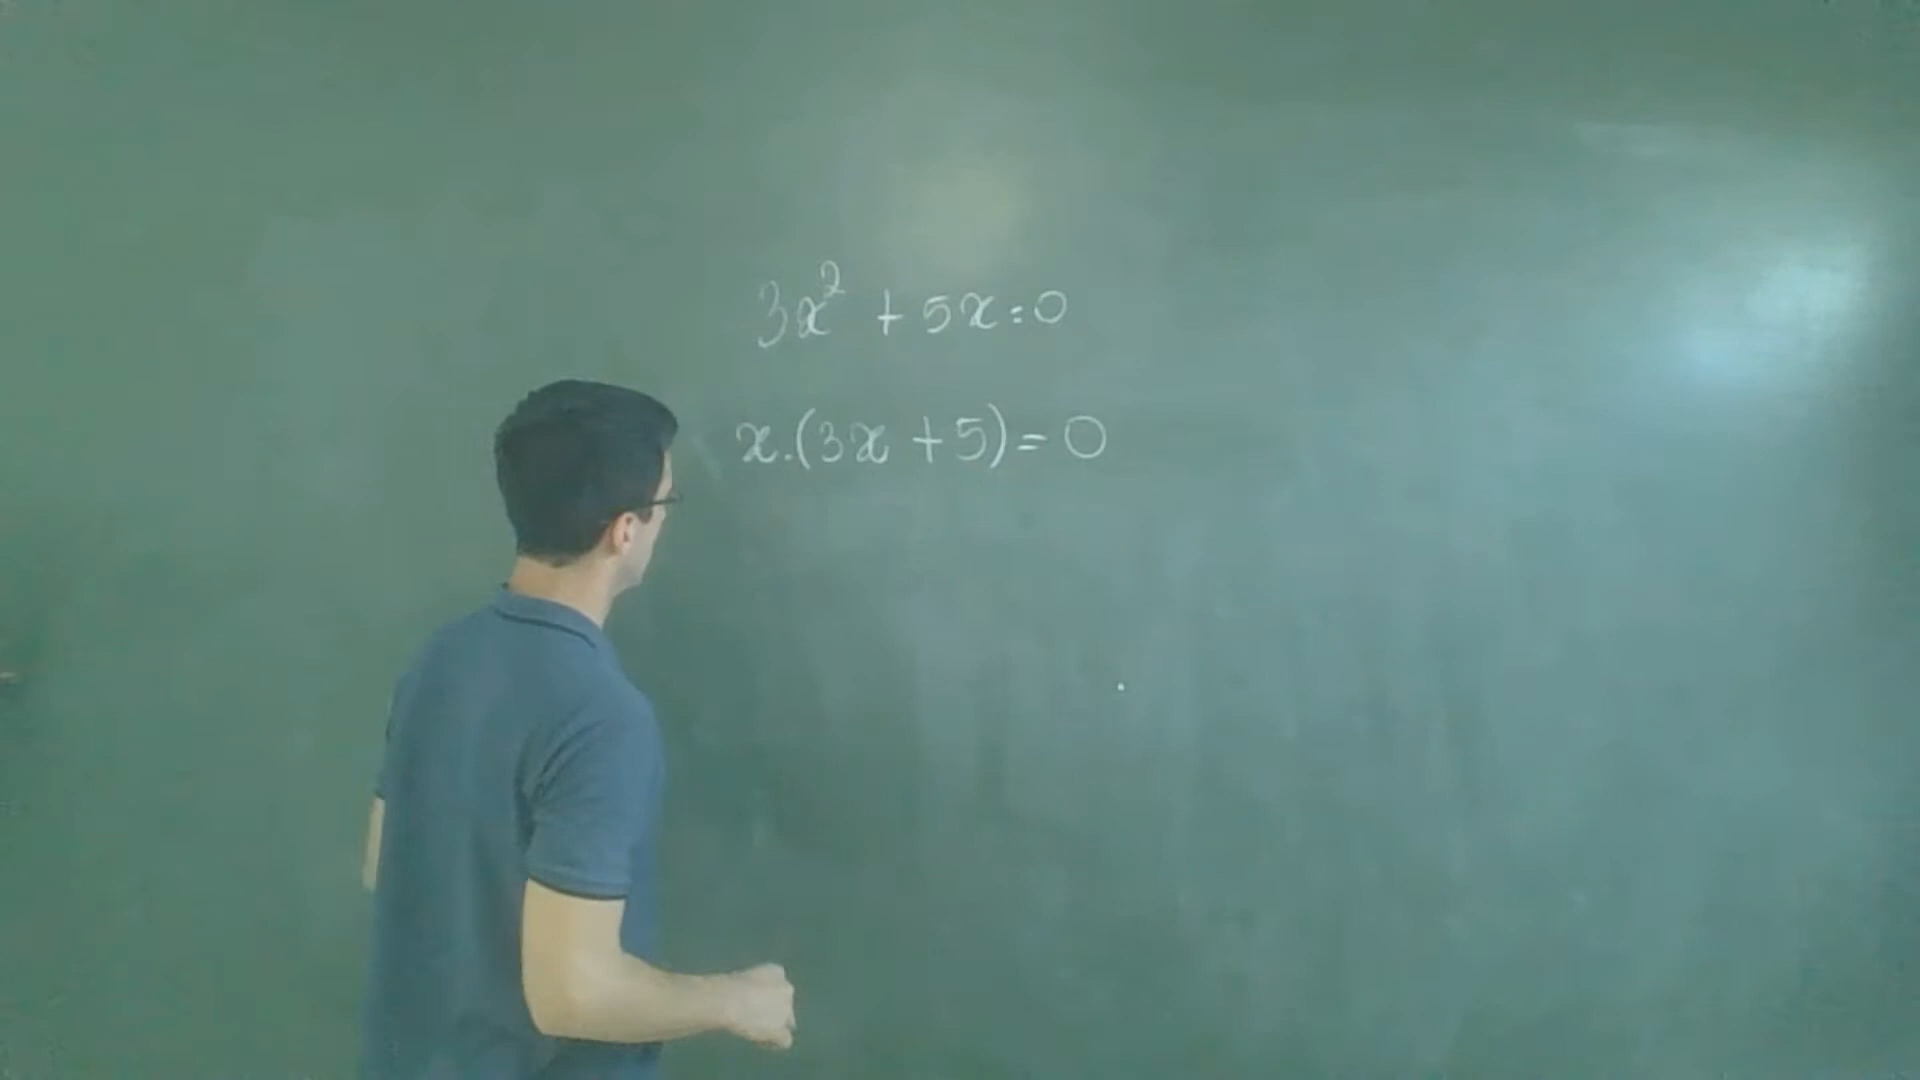 3x² + 5x = 0
x.(3x + 5) = 0